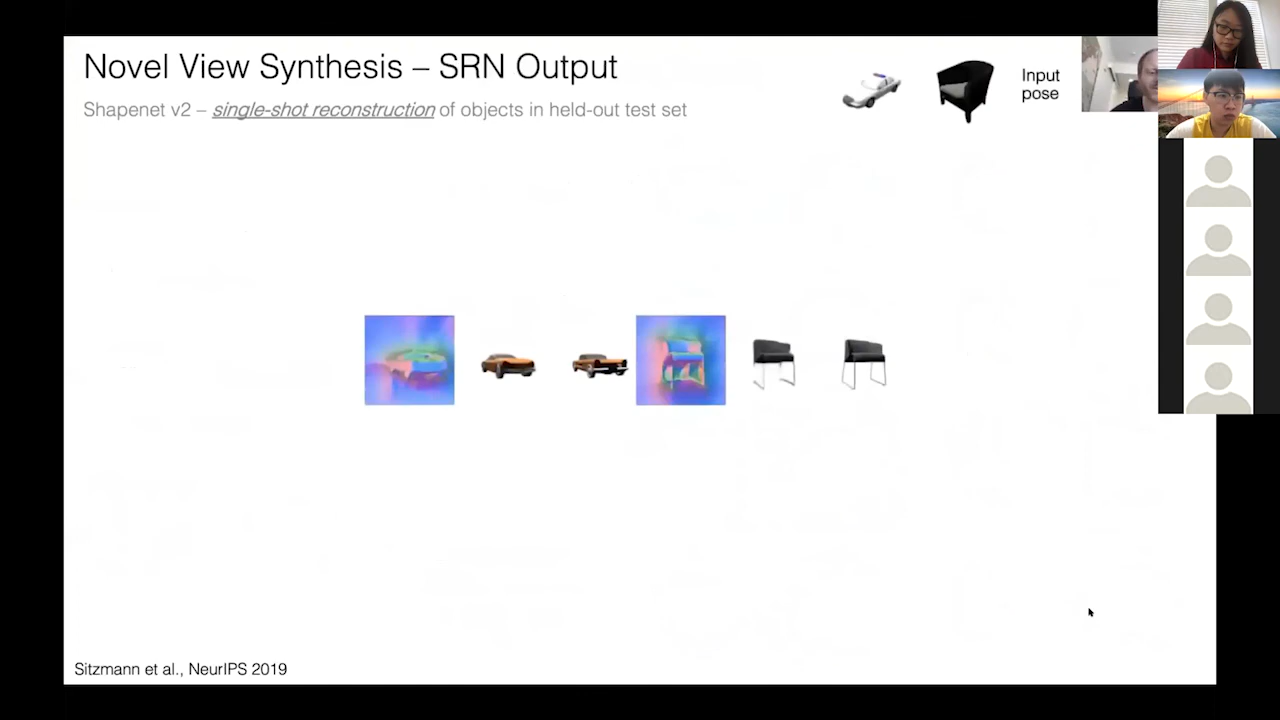 Novel View Synthesis – SRN Output
Shapenet v2 – single-shot reconstruction of objects in held-out test set
Input
pose
Sitzmann et al., NeurIPS 2019